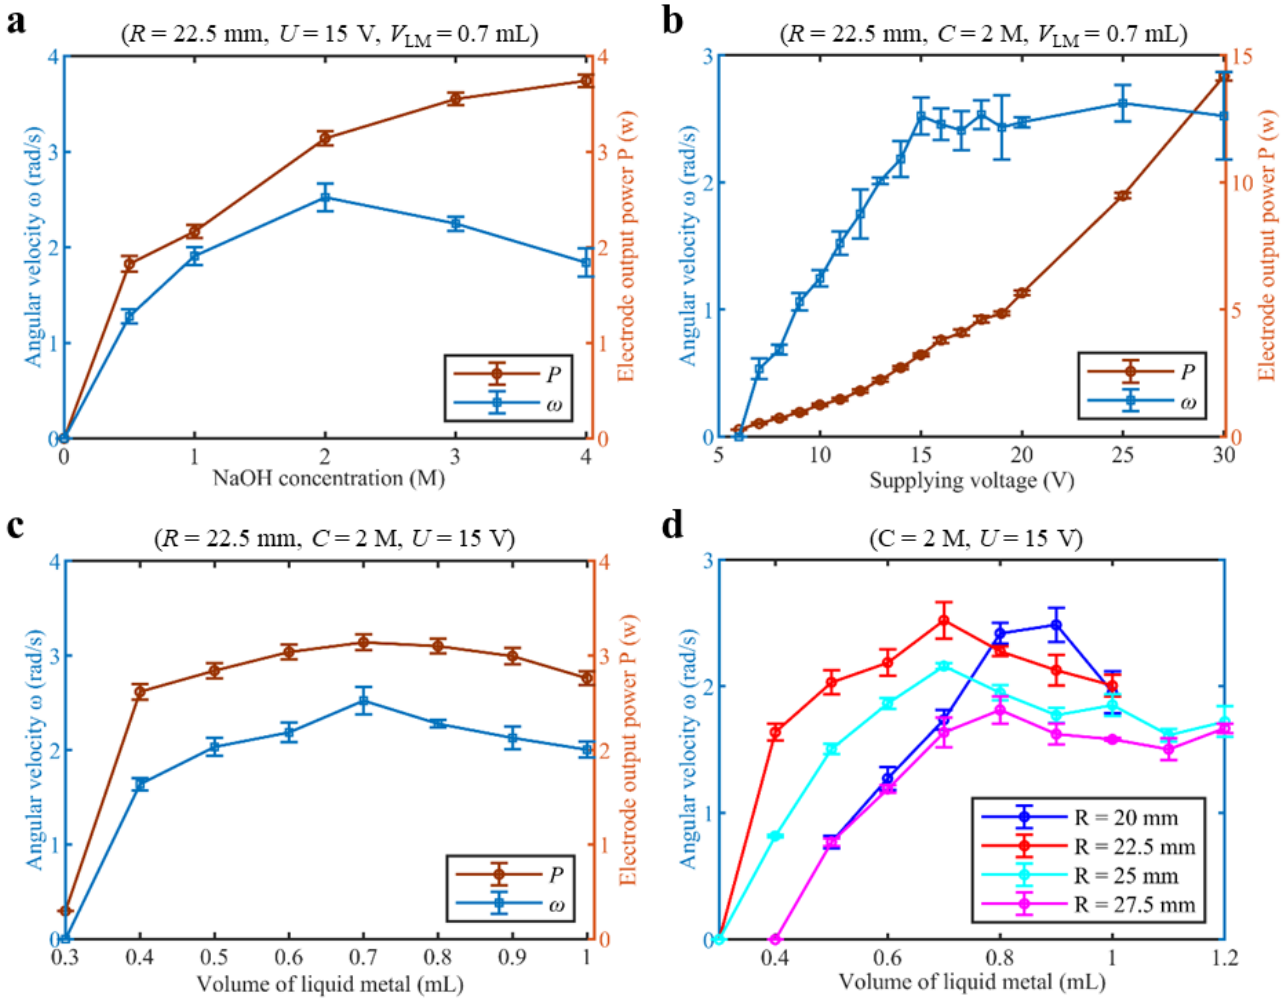 a
(R = 22.5 mm, U = 15 V, V_LM = 0.7 mL)
Angular velocity ω (rad/s)
4
3
2
1
0
4
3
2
1
0
Electrode output power P (w)
P
ω
0 1 2 3 4
NaOH concentration (M)
b
(R = 22.5 mm, C = 2 M, V_LM = 0.7 mL)
Angular velocity ω (rad/s)
3
2
1
0
15
10
5
0
Electrode output power P (w)
P
ω
5 10 15 20 25 30
Supplying voltage (V)
c
(R = 22.5 mm, C = 2 M, U = 15 V)
Angular velocity ω (rad/s)
4
3
2
1
0
4
3
2
1
0
Electrode output power P (w)
P
ω
0.3 0.4 0.5 0.6 0.7 0.8 0.9 1
Volume of liquid metal (mL)
d
(C = 2 M, U = 15 V)
Angular velocity ω (rad/s)
3
2
1
0
R = 20 mm
R = 22.5 mm
R = 25 mm
R = 27.5 mm
0.4 0.6 0.8 1 1.2
Volume of liquid metal (mL)